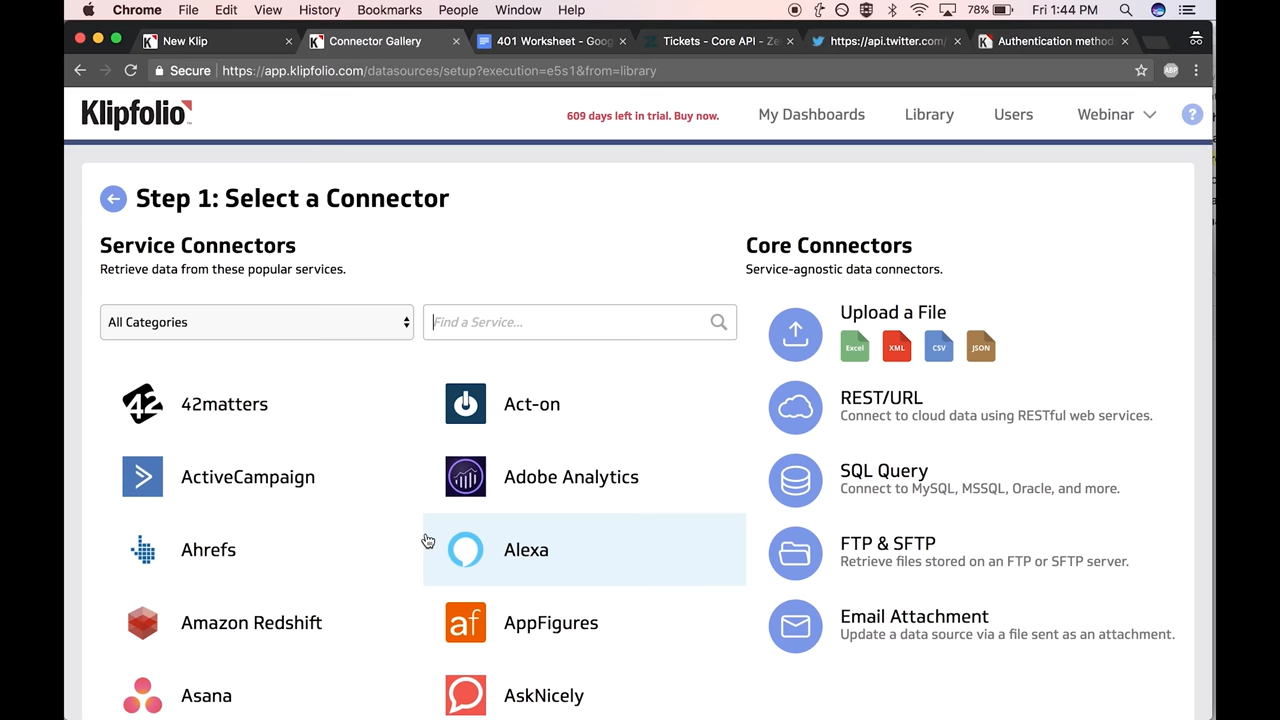 Chrome File Edit View History Bookmarks People Window Help 78% Fri 1:44 PM
New Klip Connector Gallery 401 Worksheet - Goog Tickets - Core API - Ze https://api.twitter.com/ Authentication method
Secure https://app.klipfolio.com/datasources/setup?execution=e5s1&from=library ABP
Klipfolio 609 days left in trial. Buy now. My Dashboards Library Users Webinar ?
Step 1: Select a Connector
Service Connectors
Retrieve data from these popular services.
All Categories Find a Service...
42 42matters Act-on
ActiveCampaign Adobe Analytics
Ahrefs Alexa
Amazon Redshift af AppFigures
Asana AskNicely
Core Connectors
Service-agnostic data connectors.
Upload a File
Excel XML CSV JSON
REST/URL
Connect to cloud data using RESTful web services.
SQL Query
Connect to MySQL, MSSQL, Oracle, and more.
FTP & SFTP
Retrieve files stored on an FTP or SFTP server.
Email Attachment
Update a data source via a file sent as an attachment.